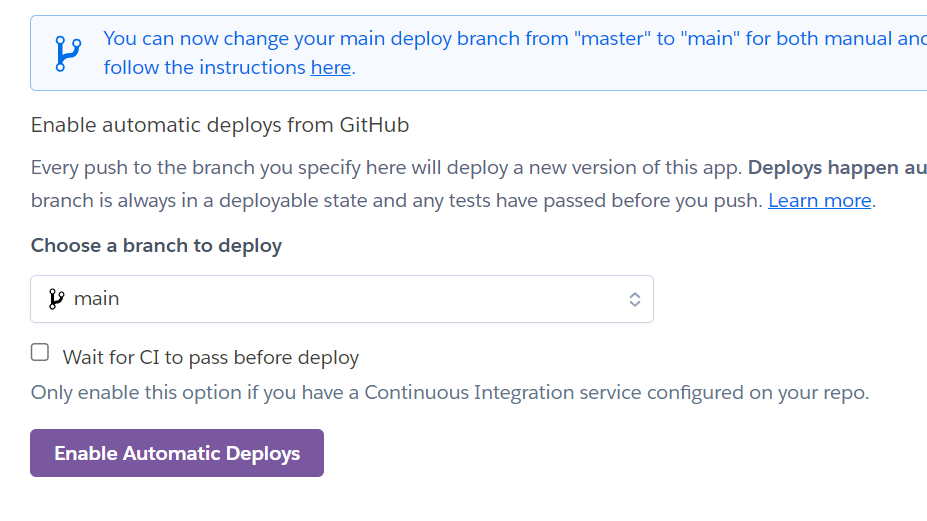 You can now change your main deploy branch from "master" to "main" for both manual and
follow the instructions here.
Enable automatic deploys from GitHub
Every push to the branch you specify here will deploy a new version of this app. Deploys happen au
branch is always in a deployable state and any tests have passed before you push. Learn more.
Choose a branch to deploy
main
Wait for CI to pass before deploy
Only enable this option if you have a Continuous Integration service configured on your repo.
Enable Automatic Deploys